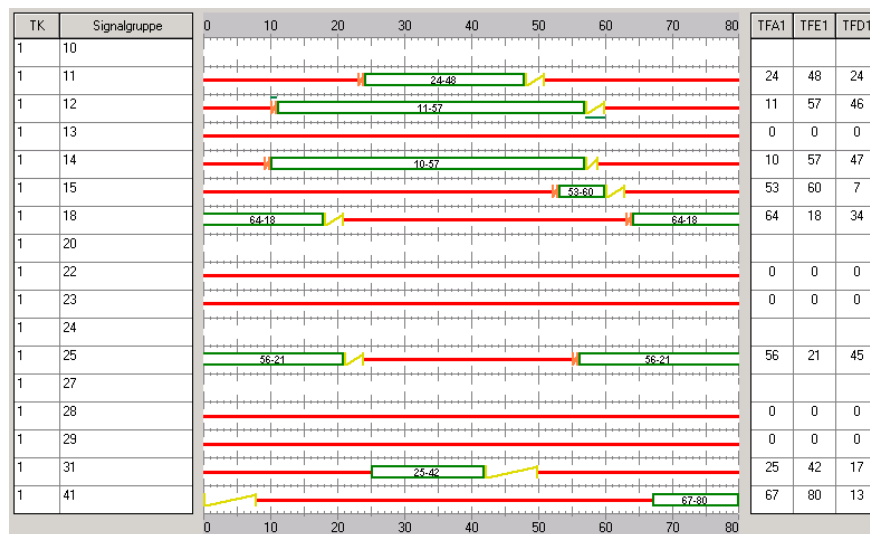 TK Signalgruppe 0 10 20 30 40 50 60 70 80 TFA1 TFE1 TFD1
1 10
1 11 24-48 24 48 24
1 12 11-57 11 57 46
1 13 0 0 0
1 14 10-57 10 57 47
1 15 53-60 53 60 7
1 18 64-18 64-18 64 18 34
1 20
1 22 0 0 0
1 23 0 0 0
1 24
1 25 56-21 56-21 56 21 45
1 27
1 28 0 0 0
1 29 0 0 0
1 31 25-42 25 42 17
1 41 67-80 67 80 13
0 10 20 30 40 50 60 70 80